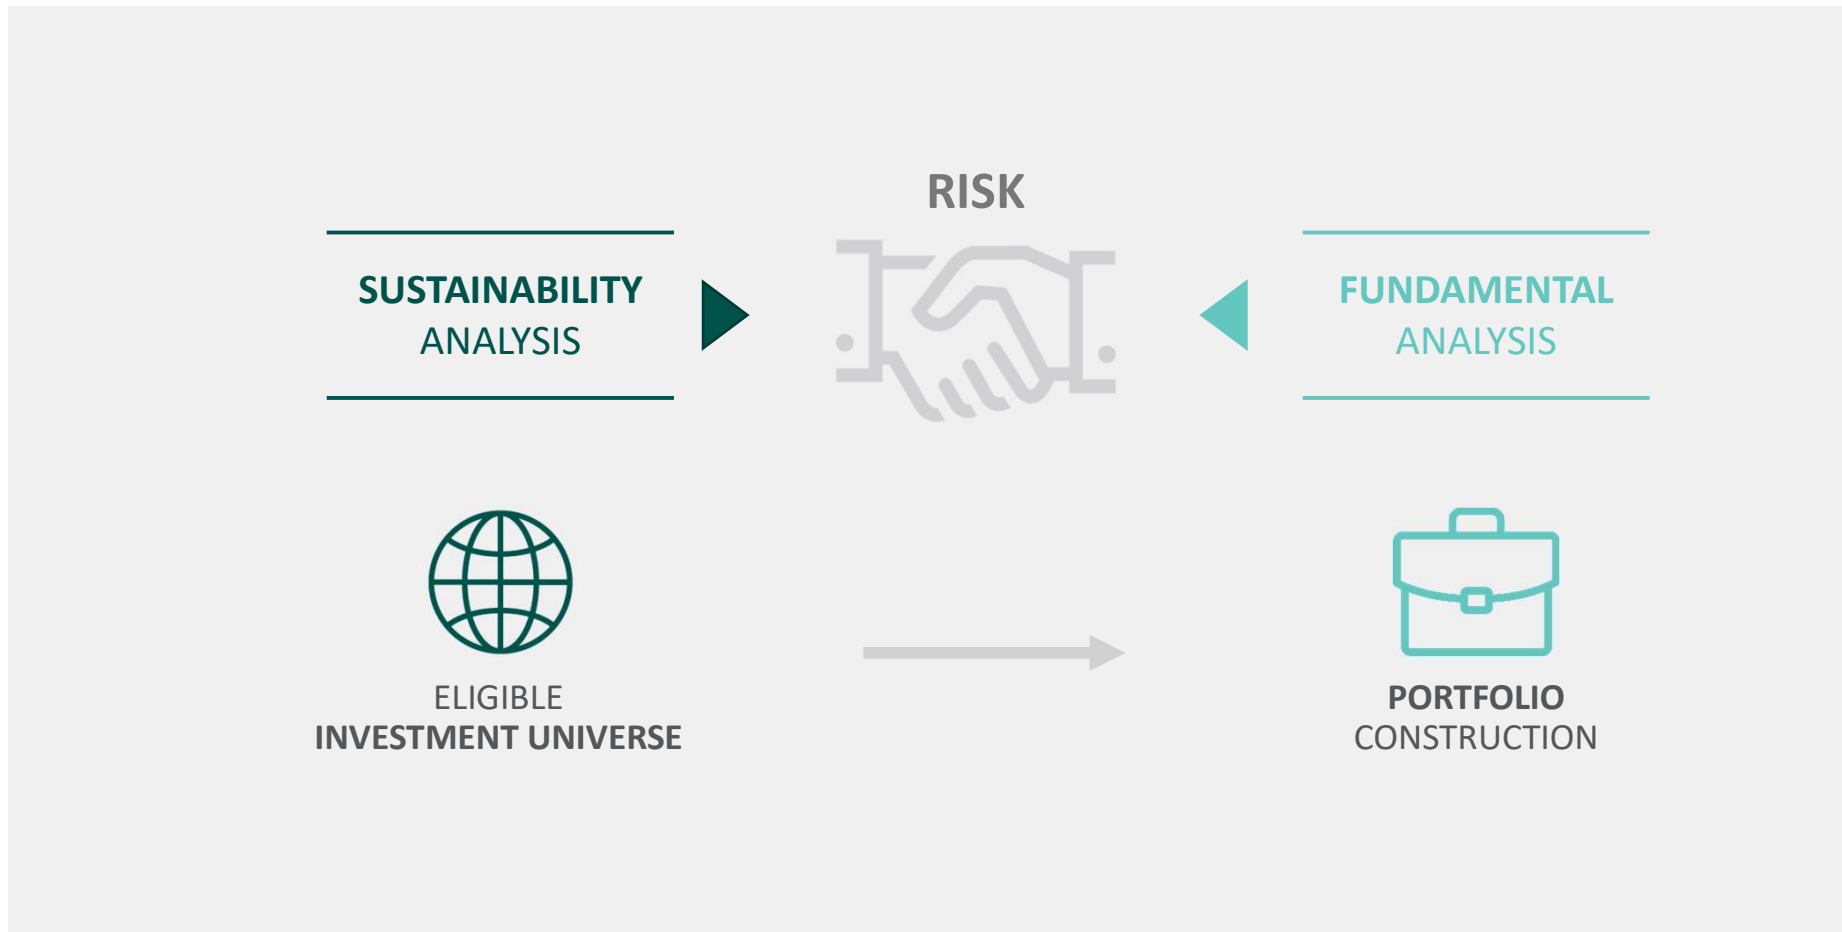 RISK
SUSTAINABILITY
ANALYSIS
FUNDAMENTAL
ANALYSIS
ELIGIBLE
INVESTMENT UNIVERSE
PORTFOLIO
CONSTRUCTION